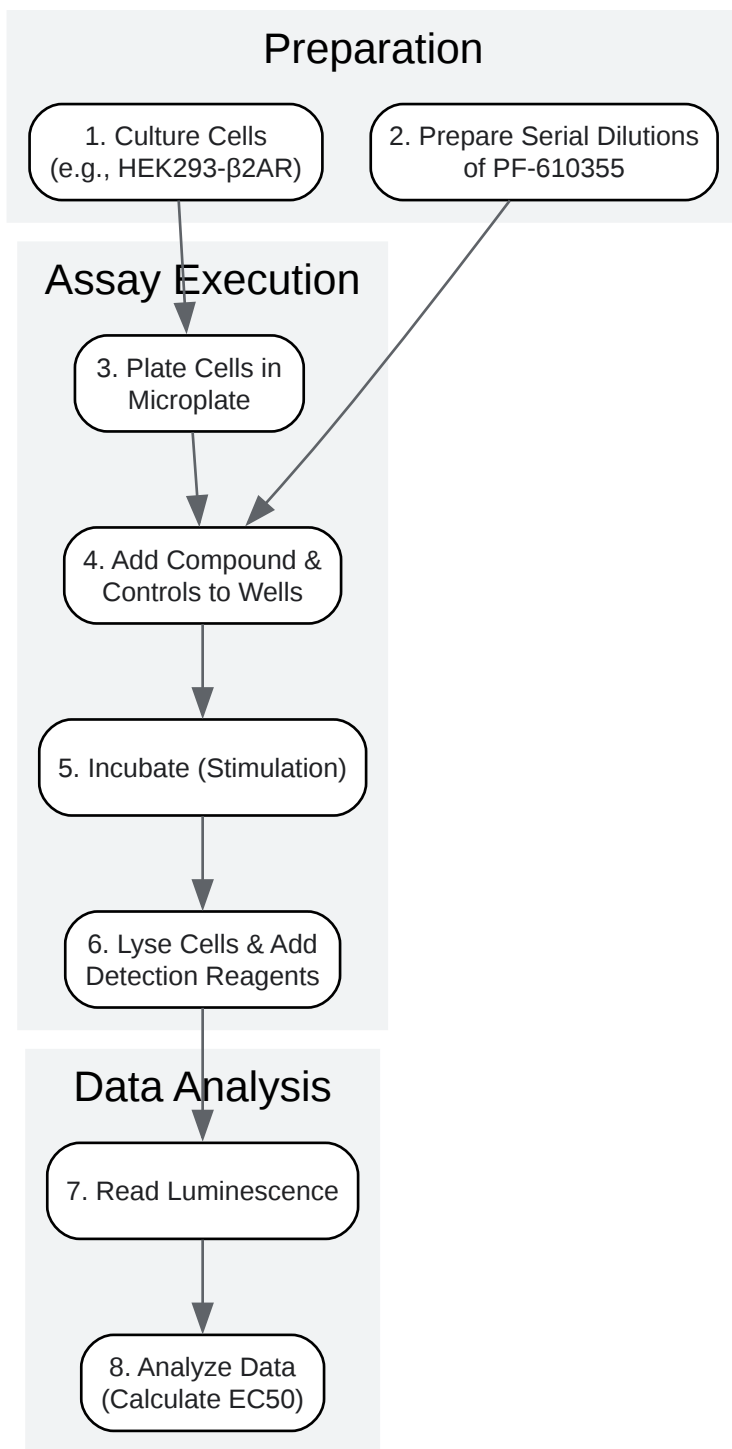 Preparation
1. Culture Cells
(e.g., HEK293-β2AR)
2. Prepare Serial Dilutions
of PF-610355
Assay Execution
3. Plate Cells in
Microplate
4. Add Compound &
Controls to Wells
5. Incubate (Stimulation)
6. Lyse Cells & Add
Detection Reagents
Data Analysis
7. Read Luminescence
8. Analyze Data
(Calculate EC50)